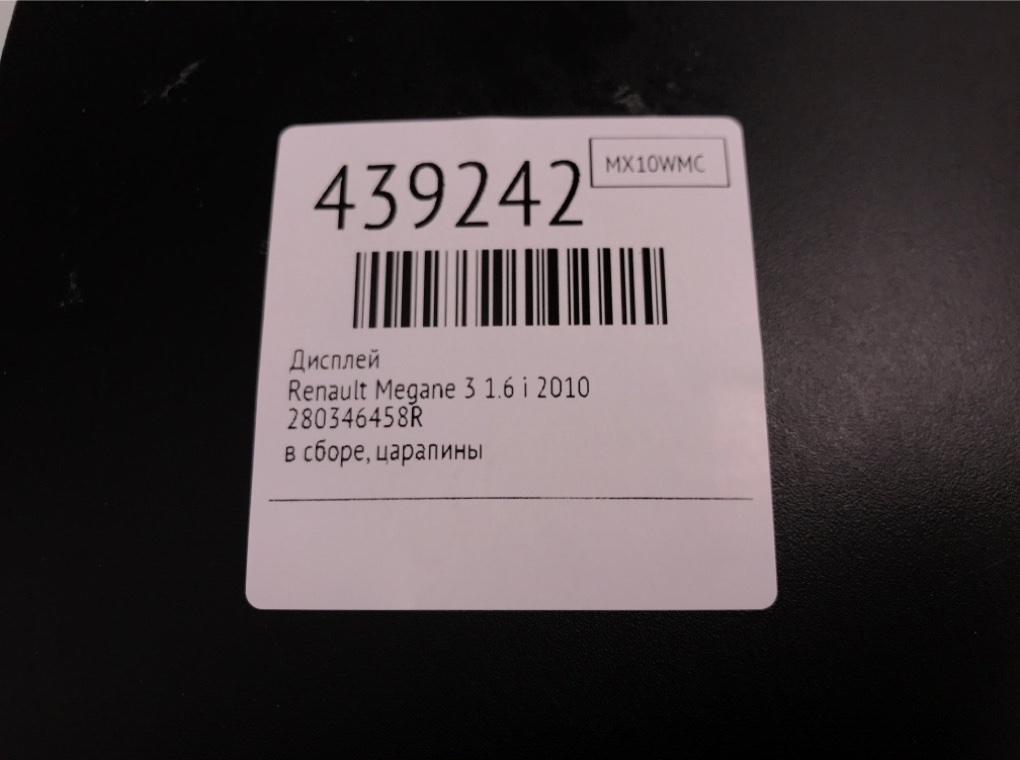 439242
MX10WMC
Дисплей
Renault Megane 3 1.6 i 2010
280346458R
в сборе, царапины